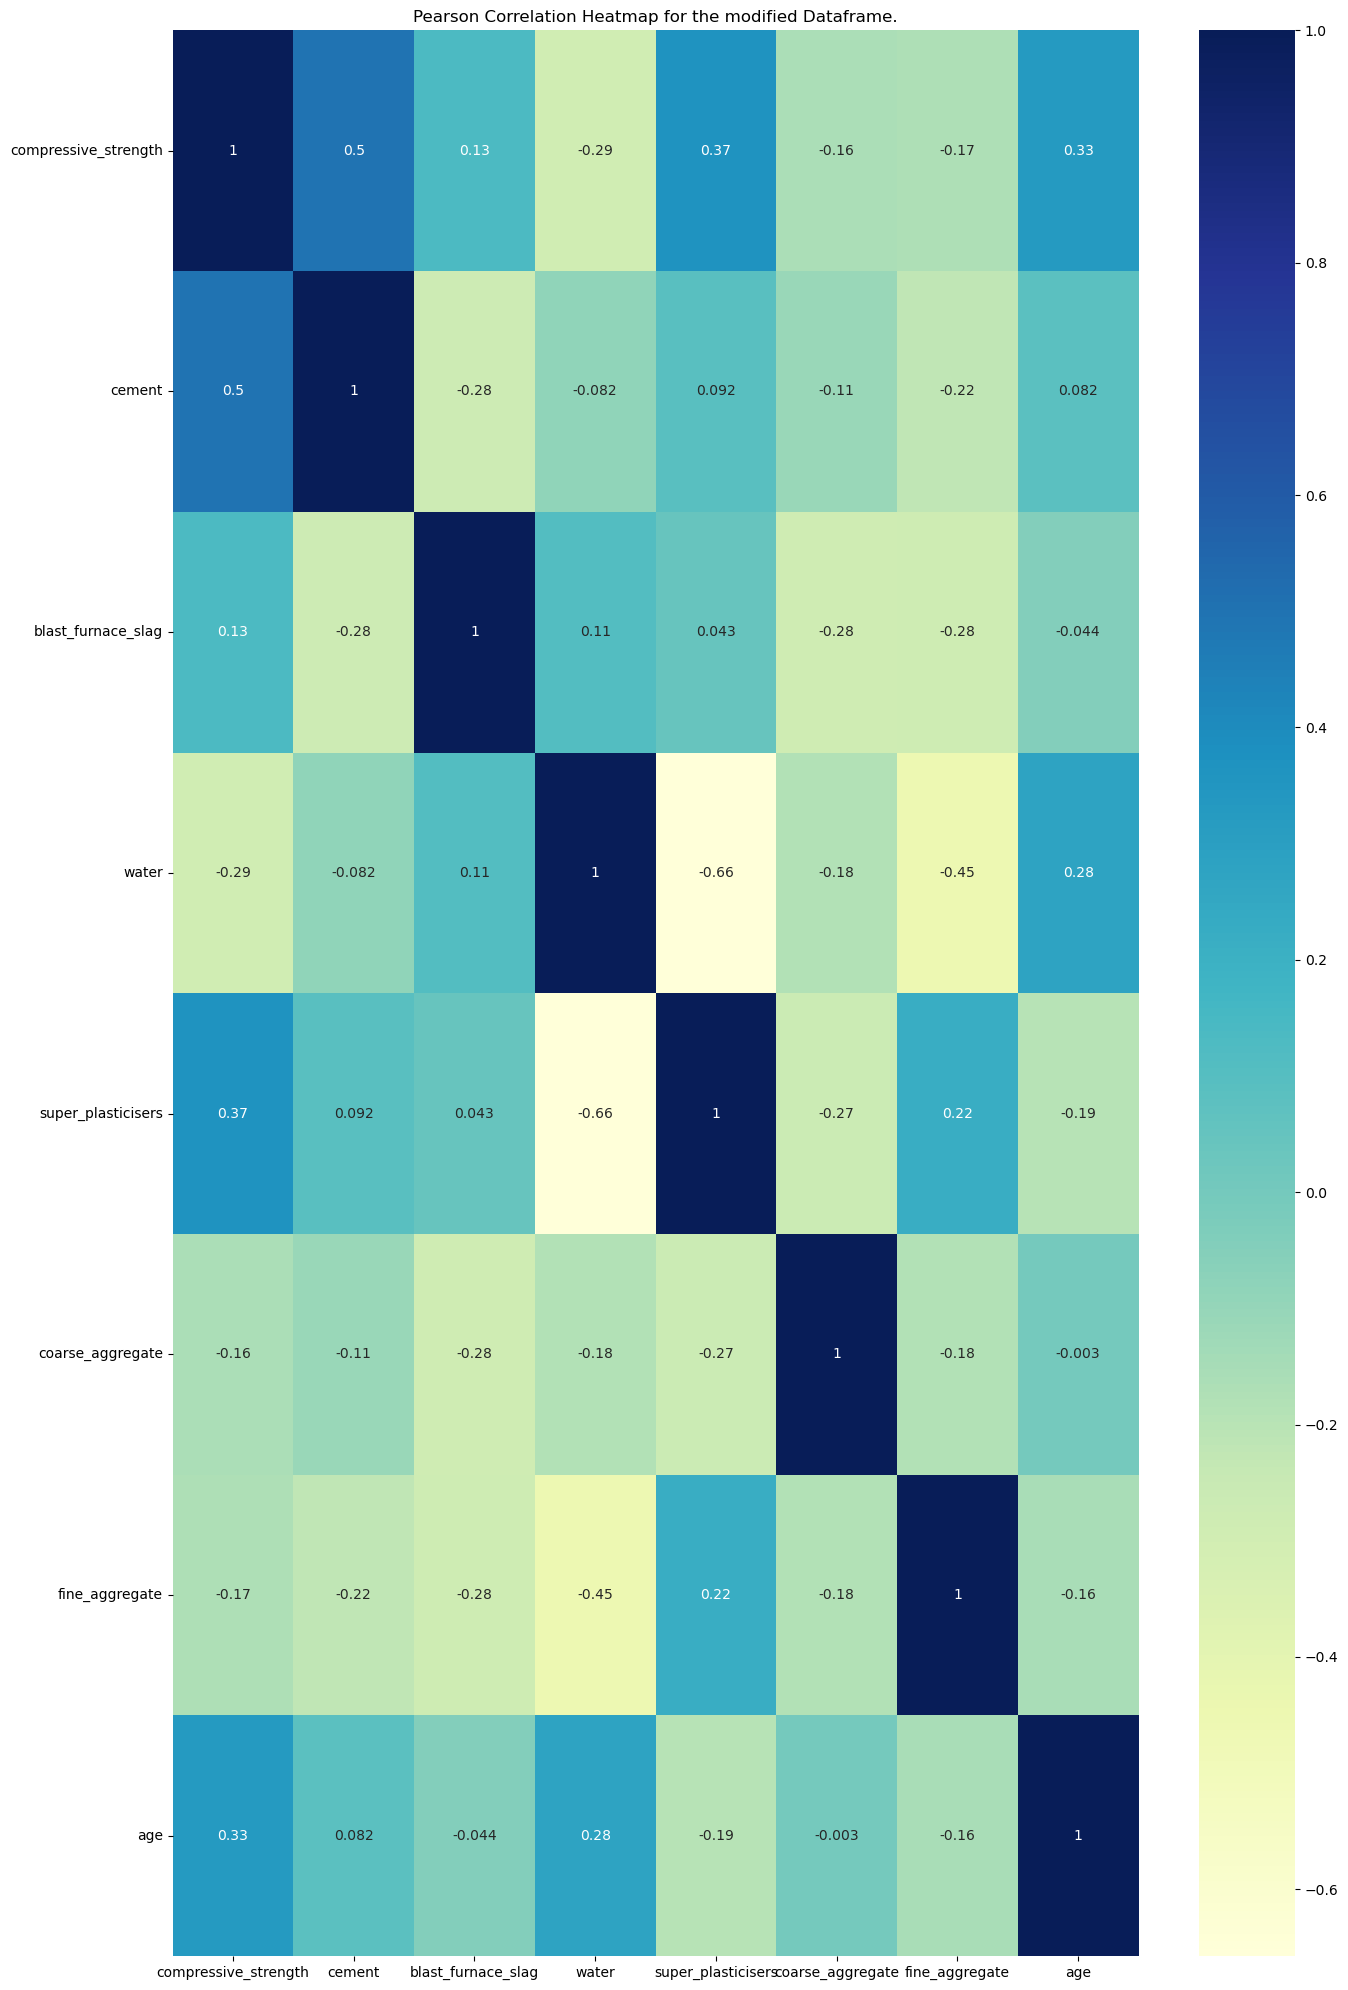 Pearson Correlation Heatmap for the modified Dataframe.
1.0
compressive_strength 1 0.5 0.13 -0.29 0.37 -0.16 -0.17 0.33
0.8
cement 0.5 1 -0.28 -0.082 0.092 -0.11 -0.22 0.082
0.6
blast_furnace_slag 0.13 -0.28 1 0.11 0.043 -0.28 -0.28 -0.044
0.4
water -0.29 -0.082 0.11 1 -0.66 -0.18 -0.45 0.28
0.2
super_plasticisers 0.37 0.092 0.043 -0.66 1 -0.27 0.22 -0.19
0.0
coarse_aggregate -0.16 -0.11 -0.28 -0.18 -0.27 1 -0.18 -0.003
−0.2
fine_aggregate -0.17 -0.22 -0.28 -0.45 0.22 -0.18 1 -0.16
−0.4
age 0.33 0.082 -0.044 0.28 -0.19 -0.003 -0.16 1
−0.6
compressive_strength cement blast_furnace_slag water super_plasticisers coarse_aggregate fine_aggregate age